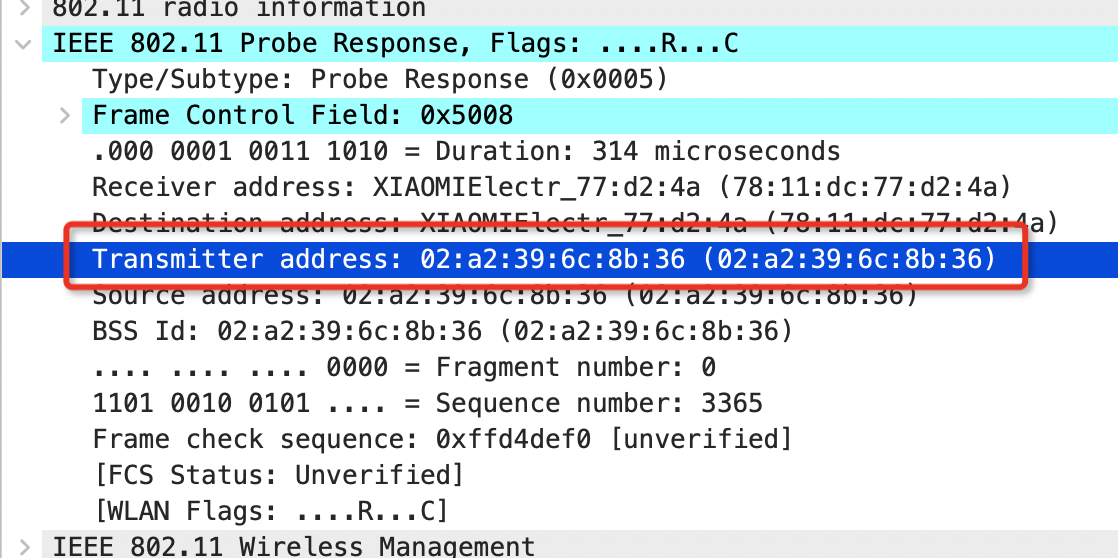 802.11 radio information
IEEE 802.11 Probe Response, Flags: ....R...C
Type/Subtype: Probe Response (0x0005)
Frame Control Field: 0x5008
.000 0001 0011 1010 = Duration: 314 microseconds
Receiver address: XIAOMIElectr_77:d2:4a (78:11:dc:77:d2:4a)
Destination address: XIAOMIElectr_77:d2:4a (78:11:dc:77:d2:4a)
Transmitter address: 02:a2:39:6c:8b:36 (02:a2:39:6c:8b:36)
Source address: 02:a2:39:6c:8b:36 (02:a2:39:6c:8b:36)
BSS Id: 02:a2:39:6c:8b:36 (02:a2:39:6c:8b:36)
.... .... .... 0000 = Fragment number: 0
1101 0010 0101 .... = Sequence number: 3365
Frame check sequence: 0xffd4def0 [unverified]
[FCS Status: Unverified]
[WLAN Flags: ....R...C]
IEEE 802.11 Wireless Management